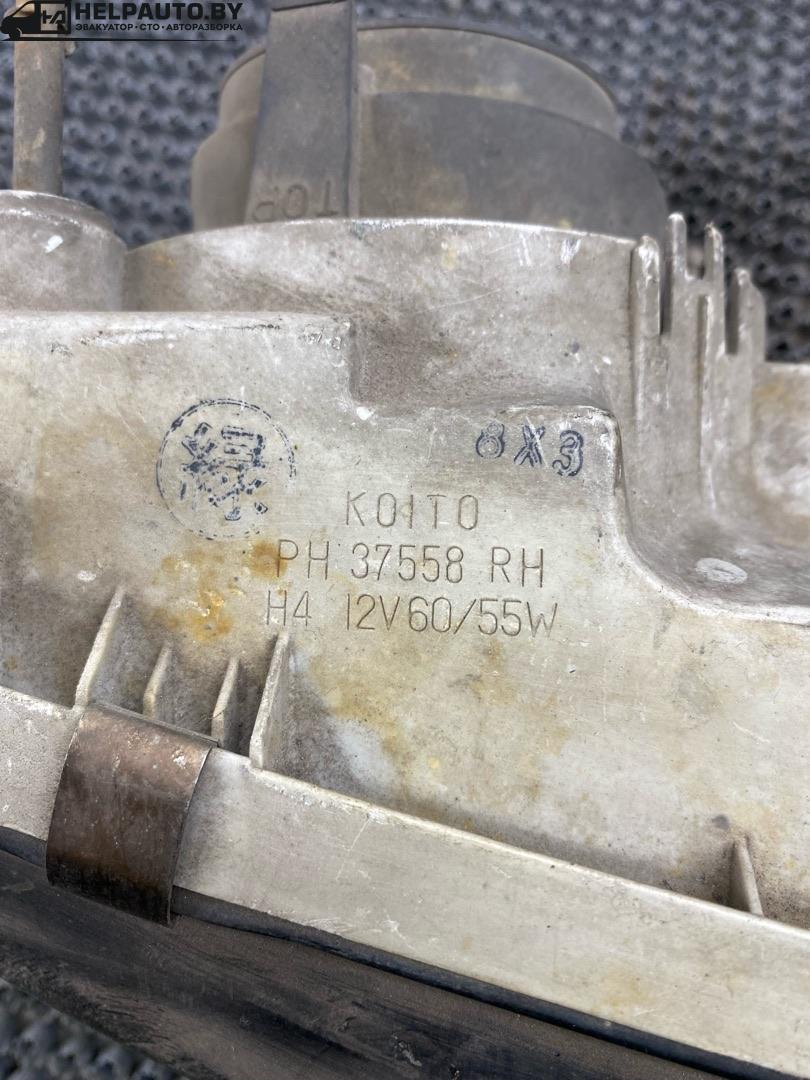 HELPAUTO.BY
ЭВАКУАТОР • СТО • АВТОРАЗБОРКА
TOP
8X3
KOITO
PH 37558 RH
H4 12V60/55W